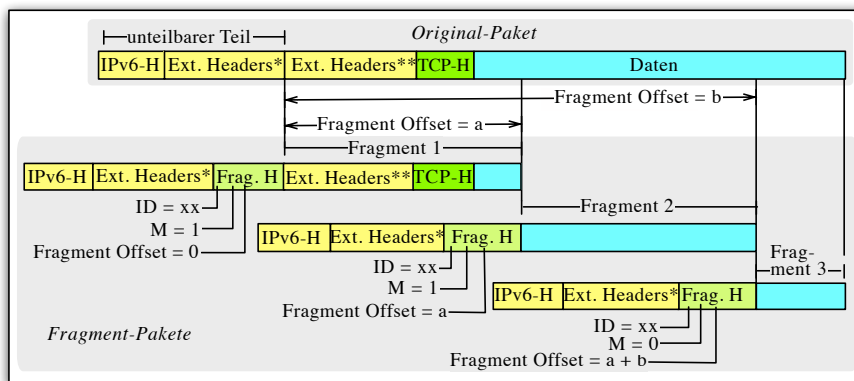 Original-Paket
unteilbarer Teil
IPv6-H Ext. Headers* Ext. Headers** TCP-H Daten
Fragment Offset = b
Fragment Offset = a
Fragment 1
IPv6-H Ext. Headers* Frag. H Ext. Headers** TCP-H
ID = xx
M = 1
Fragment Offset = 0
Fragment 2
IPv6-H Ext. Headers* Frag. H
ID = xx
M = 1
Fragment Offset = a
Frag-
ment 3
IPv6-H Ext. Headers* Frag. H
ID = xx
M = 0
Fragment Offset = a + b
Fragment-Pakete